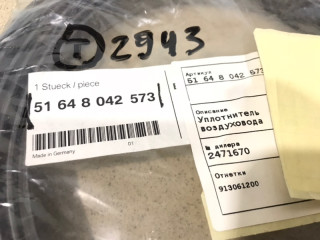 T 2943
1 Stueck / piece
51 64 8 042 573
Made in Germany
01
Артикул
51 64 8 042 573
Описание
Уплотнитель
воздуховода
№ дилера
2471670
Отметки
913061200